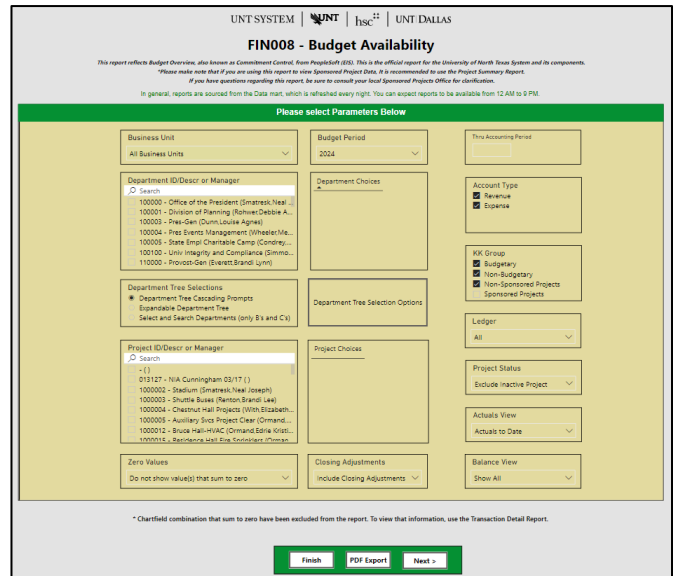 UNT SYSTEM | UNT | hsc | UNT DALLAS
FIN008 - Budget Availability
This report reflects Budget Overview, also known as Commitment Control, from PeopleSoft (EIS). This is the official report for the University of North Texas System and its components.
*Please make note that if you are using this report to view Sponsored Project Data, it is recommended to use the Project Summary Report.
If you have questions regarding this report, be sure to consult your local Sponsored Projects Office for clarification.
In general, reports are sourced from the Data mart, which is refreshed every night. You can expect reports to be available from 12 AM to 9 PM.
Please select Parameters Below
Business Unit
All Business Units
Budget Period
2024
Thru Accounting Period
Department ID/Descr or Manager
Search
100000 - Office of the President (Smatresk,Neal ...
100001 - Division of Planning (Rohwer,Debbie A...
100003 - Pres-Gen (Dunn,Louise Agnes)
100004 - Pres Events Management (Wheeler,Me...
100005 - State Empl Charitable Camp (Condrey,...
100100 - Univ Integrity and Compliance (Simmo...
110000 - Provost-Gen (Everett,Brandi Lynn)
Department Choices
Account Type
Revenue
Expense
KK Group
Budgetary
Non-Budgetary
Non-Sponsored Projects
Sponsored Projects
Department Tree Selections
Department Tree Cascading Prompts
Expandable Department Tree
Select and Search Departments (only B's and C's)
Department Tree Selection Options
Ledger
All
Project ID/Descr or Manager
Search
- ( )
013127 - NIA Cunningham 03/17 ( )
1000002 - Stadium (Smatresk,Neal Joseph)
1000003 - Shuttle Buses (Renton,Brandi Lee)
1000004 - Chestnut Hall Projects (With,Elizabeth...
1000005 - Auxiliary Svcs Project Clear (Ormand,...
1000012 - Bruce Hall-HVAC (Ormand,Edrie Kristi...
1000015 - Residence Hall Fire Sprinklers (Orman...
Project Choices
Project Status
Exclude Inactive Project
Actuals View
Actuals to Date
Zero Values
Do not show value(s) that sum to zero
Closing Adjustments
Include Closing Adjustments
Balance View
Show All
* Chartfield combination that sum to zero have been excluded from the report. To view that information, use the Transaction Detail Report.
Finish
PDF Export
Next >